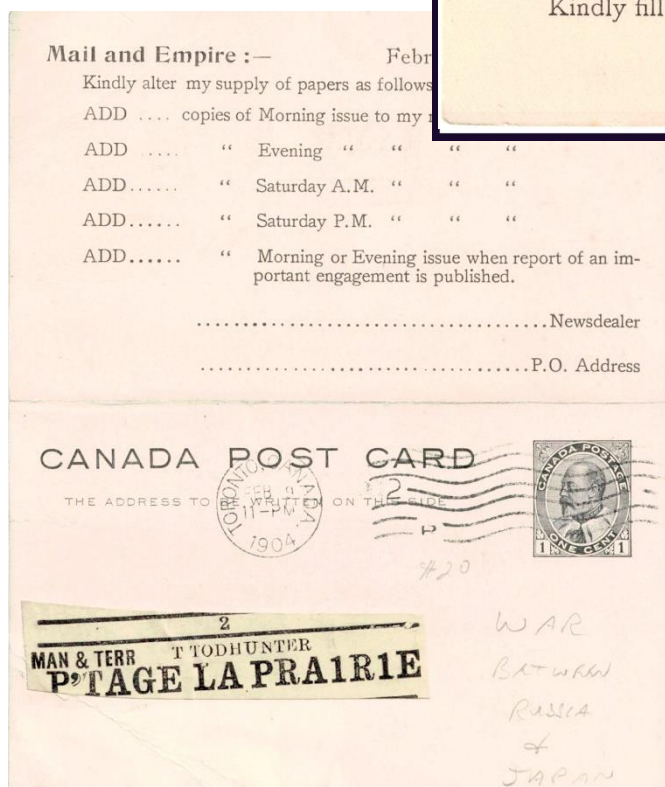 Kindly fill
Mail and Empire :— Febr
Kindly alter my supply of papers as follows
ADD .... copies of Morning issue to my
ADD ..... “ Evening “ “ “ “
ADD...... “ Saturday A.M. “ “ “
ADD...... “ Saturday P.M. “ “ “
ADD...... “ Morning or Evening issue when report of an im-
portant engagement is published.
......................................Newsdealer
......................................P.O. Address
CANADA POST CARD
THE ADDRESS TO BE WRITTEN ON THIS SIDE
TORONTO, CANADA
FEB 9
11-PM
1904
2
CANADA POSTAGE
1 ONE CENT 1
#20
2
T TODHUNTER
MAN & TERR
P’TAGE LA PRA1R1E
WAR
BETWEEN
RUSSIA
&
JAPAN